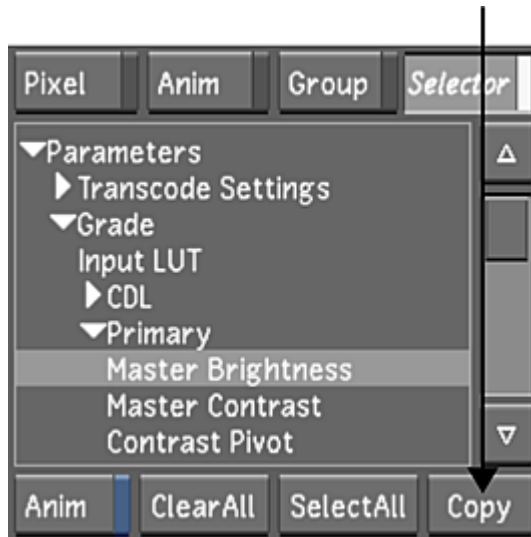 Pixel Anim Group Selector
Parameters
Transcode Settings
Grade
Input LUT
CDL
Primary
Master Brightness
Master Contrast
Contrast Pivot
Anim ClearAll SelectAll Copy